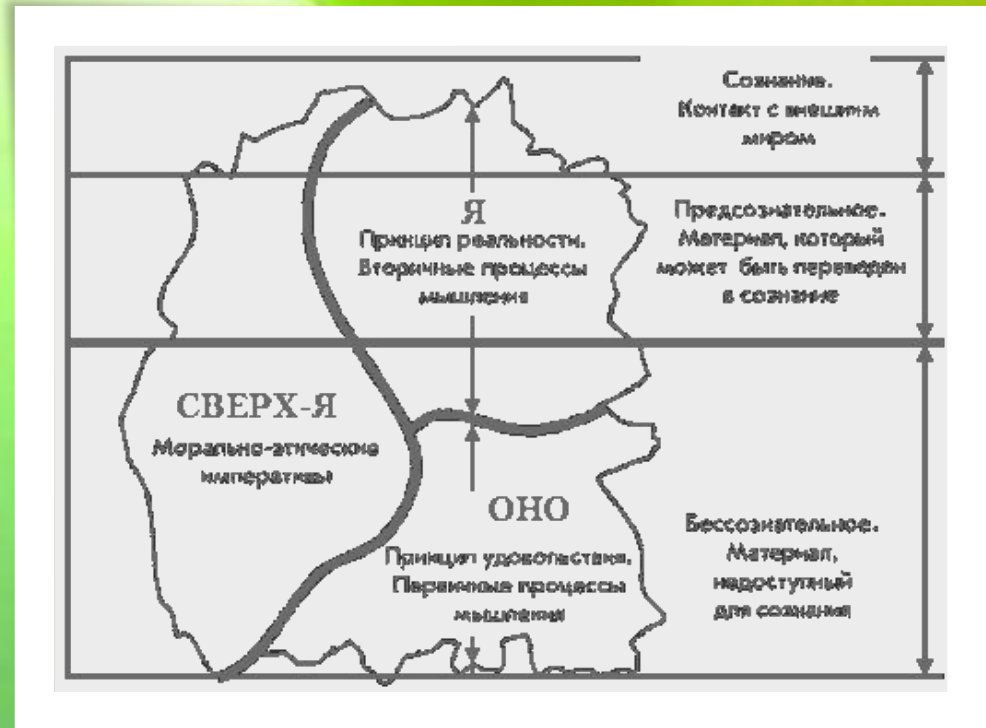 Сознание.
Контакт с внешним
миром
Я
Принцип реальности.
Вторичные процессы
мышления
Предсознательное.
Материал, который
может быть переведен
в сознание
СВЕРХ-Я
Морально-этические
императивы
ОНО
Принцип удовольствия.
Первичные процессы
мышления
Бессознательное.
Материал,
недоступный
для сознания